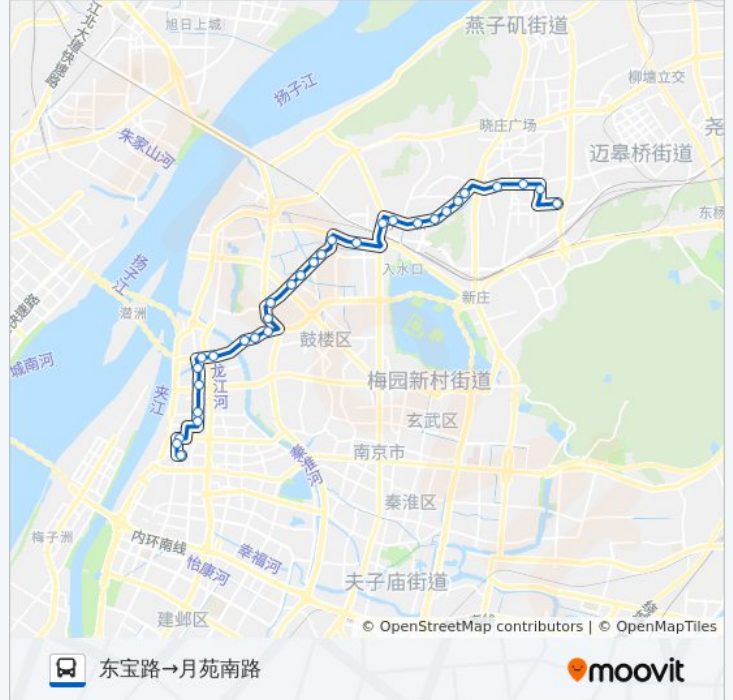 燕子矶街道
旭日上城
江北大道快速路
柳塘立交
扬子江
晓庄广场
尧
朱家山河
迈皋桥街道
东杨
扬子江
入水口
新庄
潜洲
快速路
鼓楼区
城南河
龙江河
梅园新村街道
夹江
玄武区
南京市
秦淮河
秦淮区
梅子洲
内环南线
幸福河
怡康河
夫子庙街道
建邺区
© OpenStreetMap contributors | © OpenMapTiles
东宝路→月苑南路
moovit